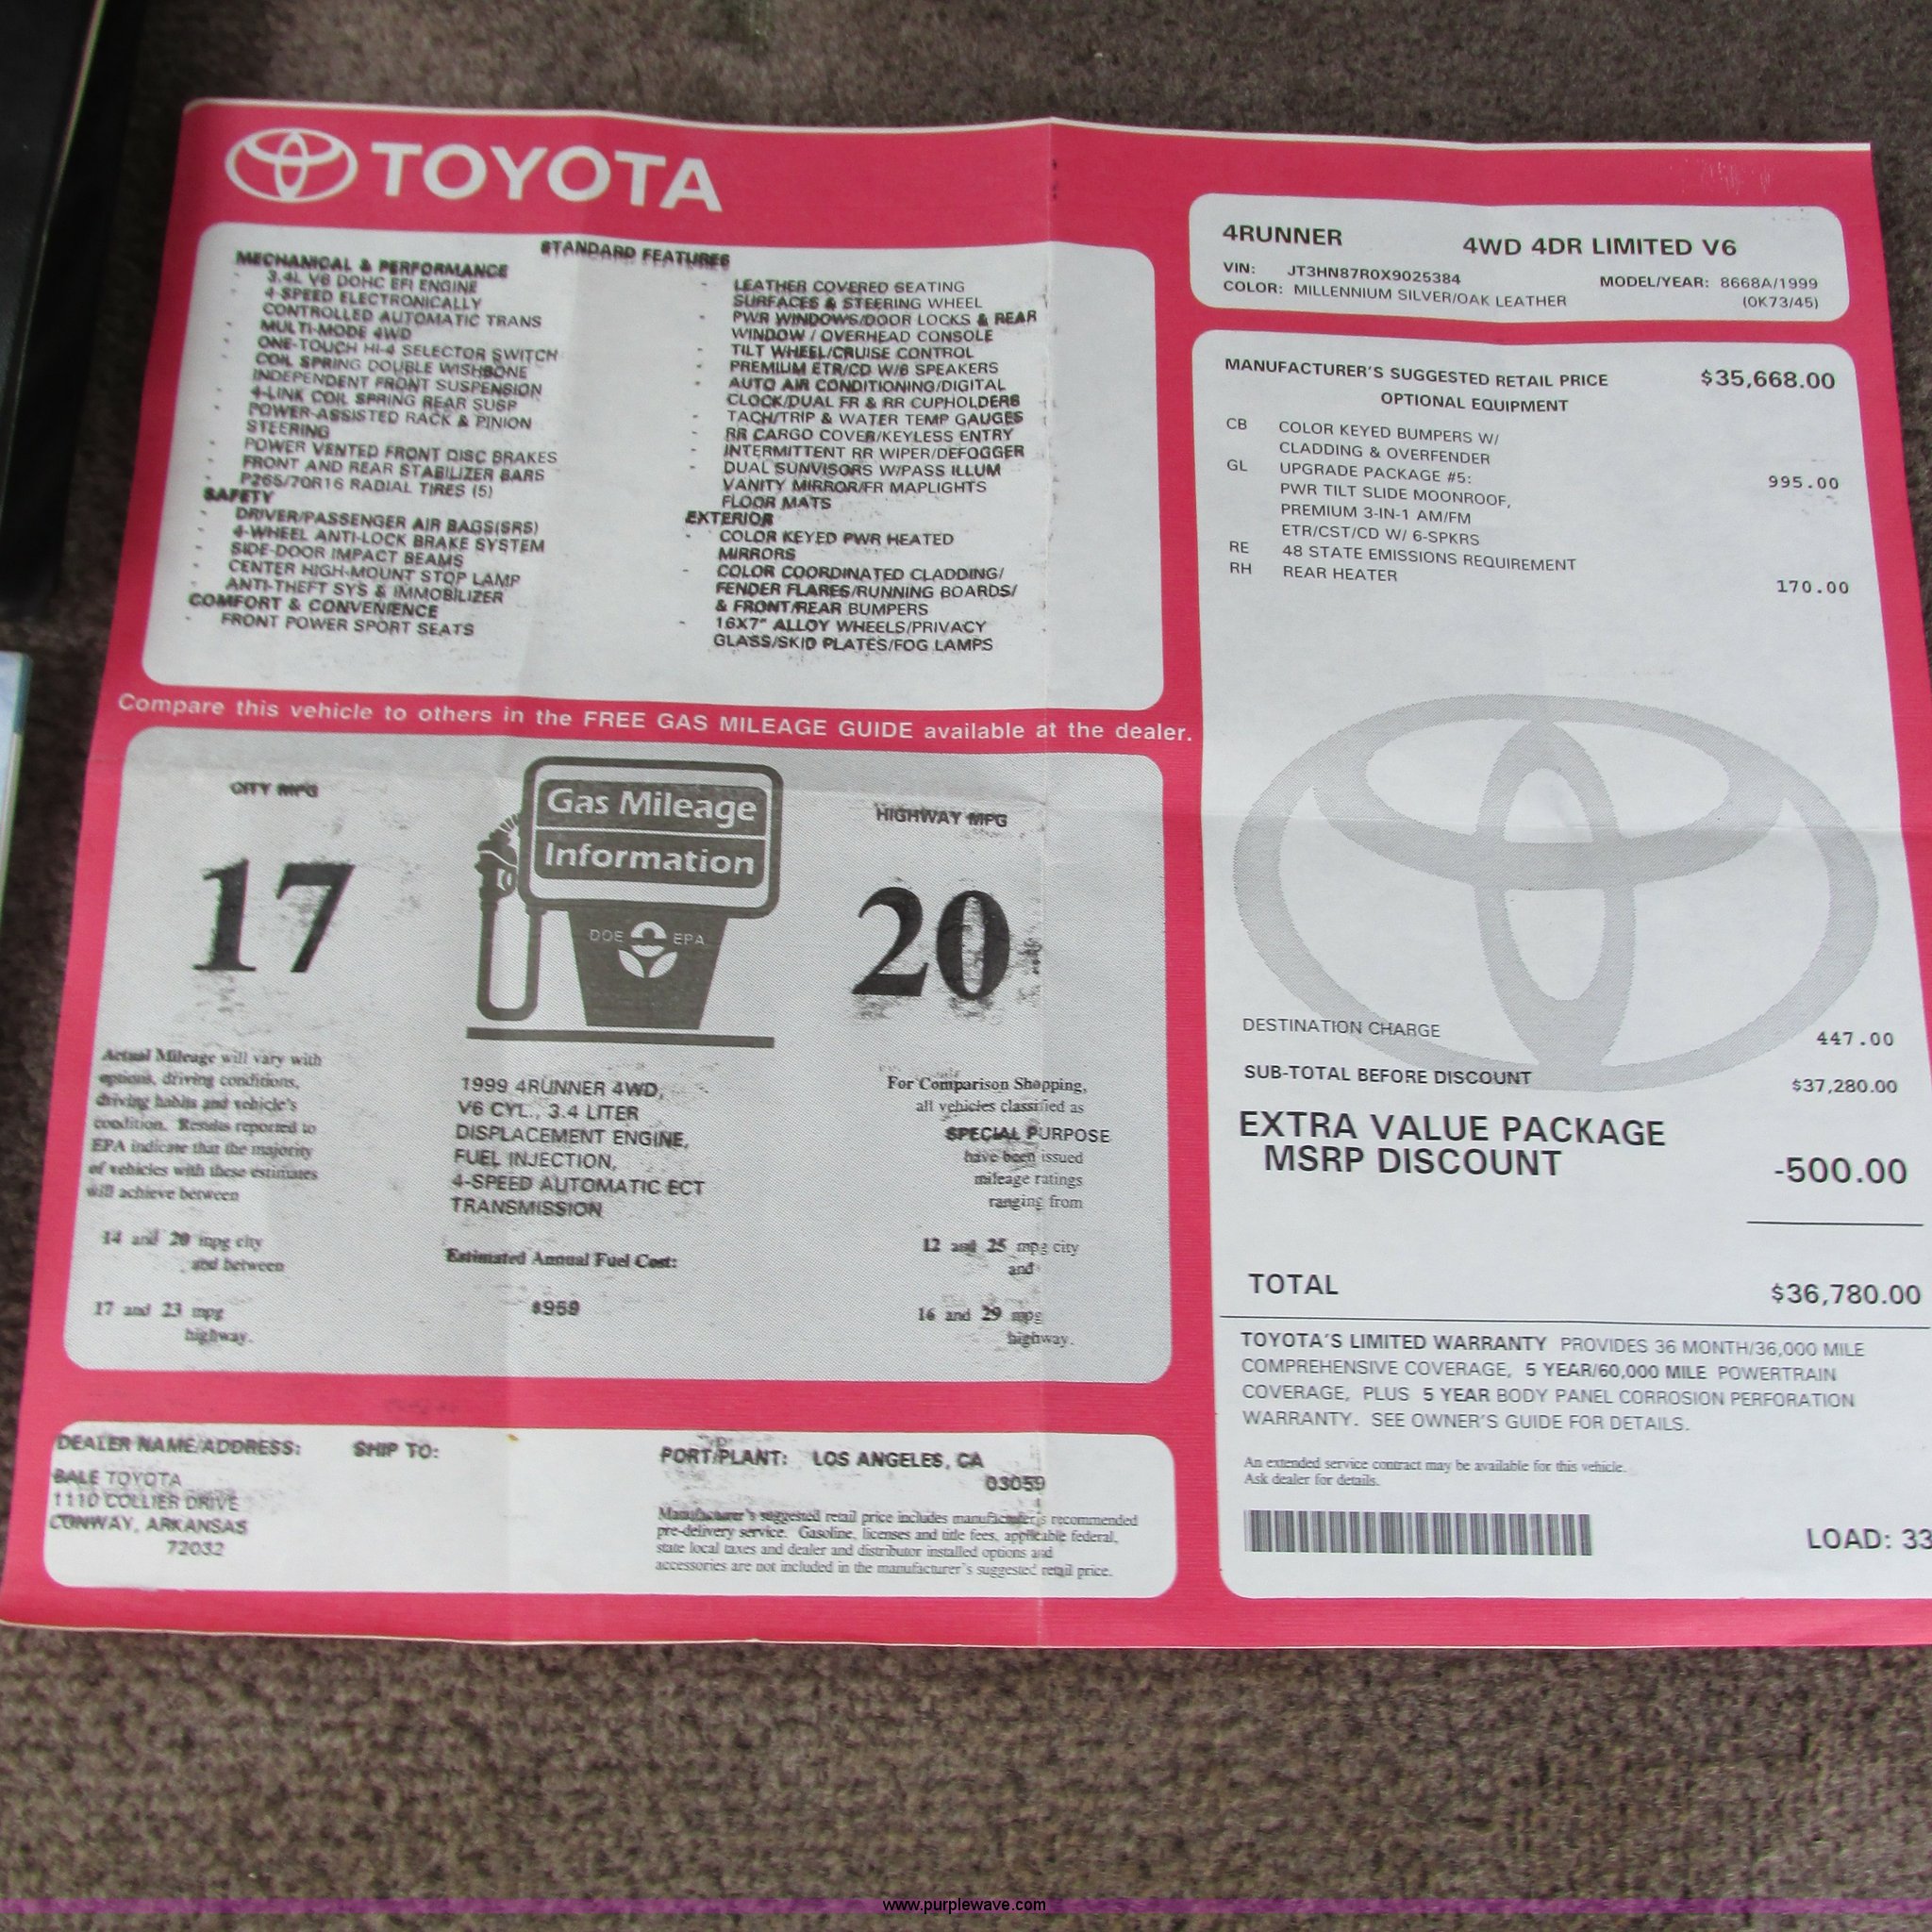 TOYOTA
STANDARD FEATURES
MECHANICAL & PERFORMANCE
- 3.4L V6 DOHC EFI ENGINE
- 4-SPEED ELECTRONICALLY
CONTROLLED AUTOMATIC TRANS
- MULTI-MODE 4WD
- ONE-TOUCH HI-4 SELECTOR SWITCH
- COIL SPRING DOUBLE WISHBONE
INDEPENDENT FRONT SUSPENSION
- 4-LINK COIL SPRING REAR SUSP
- POWER-ASSISTED RACK & PINION
STEERING
- POWER VENTED FRONT DISC BRAKES
- FRONT AND REAR STABILIZER BARS
- P265/70R16 RADIAL TIRES (5)
SAFETY
- DRIVER/PASSENGER AIR BAGS(SRS)
- 4-WHEEL ANTI-LOCK BRAKE SYSTEM
- SIDE-DOOR IMPACT BEAMS
- CENTER HIGH-MOUNT STOP LAMP
- ANTI-THEFT SYS & IMMOBILIZER
COMFORT & CONVENIENCE
- FRONT POWER SPORT SEATS
- LEATHER COVERED SEATING
SURFACES & STEERING WHEEL
- PWR WINDOWS/DOOR LOCKS & REAR
WINDOW / OVERHEAD CONSOLE
- TILT WHEEL/CRUISE CONTROL
- PREMIUM ETR/CD W/6 SPEAKERS
- AUTO AIR CONDITIONING/DIGITAL
CLOCK/DUAL FR & RR CUPHOLDERS
- TACH/TRIP & WATER TEMP GAUGES
- RR CARGO COVER/KEYLESS ENTRY
- INTERMITTENT RR WIPER/DEFOGGER
- DUAL SUNVISORS W/PASS ILLUM
VANITY MIRROR/FR MAPLIGHTS
FLOOR MATS
EXTERIOR
- COLOR KEYED PWR HEATED
MIRRORS
- COLOR COORDINATED CLADDING/
FENDER FLARES/RUNNING BOARDS/
& FRONT/REAR BUMPERS
- 16X7" ALLOY WHEELS/PRIVACY
GLASS/SKID PLATES/FOG LAMPS
Compare this vehicle to others in the FREE GAS MILEAGE GUIDE available at the dealer.
CITY MPG
17
Gas Mileage
Information
DOE EPA
HIGHWAY MPG
20
Actual Mileage will vary with
options, driving conditions,
driving habits and vehicle's
condition. Results reported to
EPA indicate that the majority
of vehicles with these estimates
will achieve between
14 and 20 mpg city
and between
17 and 23 mpg
highway.
1999 4RUNNER 4WD,
V6 CYL., 3.4 LITER
DISPLACEMENT ENGINE,
FUEL INJECTION,
4-SPEED AUTOMATIC ECT
TRANSMISSION
Estimated Annual Fuel Cost:
$959
For Comparison Shopping,
all vehicles classified as
SPECIAL PURPOSE
have been issued
mileage ratings
ranging from
12 and 25 mpg city
and
16 and 29 mpg
highway.
DEALER NAME/ADDRESS: SHIP TO:
BALE TOYOTA
1110 COLLIER DRIVE
CONWAY, ARKANSAS
72032
PORT/PLANT: LOS ANGELES, CA
03059
Manufacturer's suggested retail price includes manufacturer's recommended
pre-delivery service. Gasoline, licenses and title fees, applicable federal,
state local taxes and dealer and distributor installed options and
accessories are not included in the manufacturer's suggested retail price.
4RUNNER 4WD 4DR LIMITED V6
VIN: JT3HN87R0X9025384 MODEL/YEAR: 8668A/1999
COLOR: MILLENNIUM SILVER/OAK LEATHER (0K73/45)
MANUFACTURER'S SUGGESTED RETAIL PRICE $35,668.00
OPTIONAL EQUIPMENT
CB COLOR KEYED BUMPERS W/
CLADDING & OVERFENDER
GL UPGRADE PACKAGE #5: 995.00
PWR TILT SLIDE MOONROOF,
PREMIUM 3-IN-1 AM/FM
ETR/CST/CD W/ 6-SPKRS
RE 48 STATE EMISSIONS REQUIREMENT
RH REAR HEATER 170.00
DESTINATION CHARGE 447.00
SUB-TOTAL BEFORE DISCOUNT $37,280.00
EXTRA VALUE PACKAGE
MSRP DISCOUNT -500.00
TOTAL $36,780.00
TOYOTA'S LIMITED WARRANTY PROVIDES 36 MONTH/36,000 MILE
COMPREHENSIVE COVERAGE, 5 YEAR/60,000 MILE POWERTRAIN
COVERAGE, PLUS 5 YEAR BODY PANEL CORROSION PERFORATION
WARRANTY. SEE OWNER'S GUIDE FOR DETAILS.
An extended service contract may be available for this vehicle.
Ask dealer for details.
LOAD: 33
www.purplewave.com